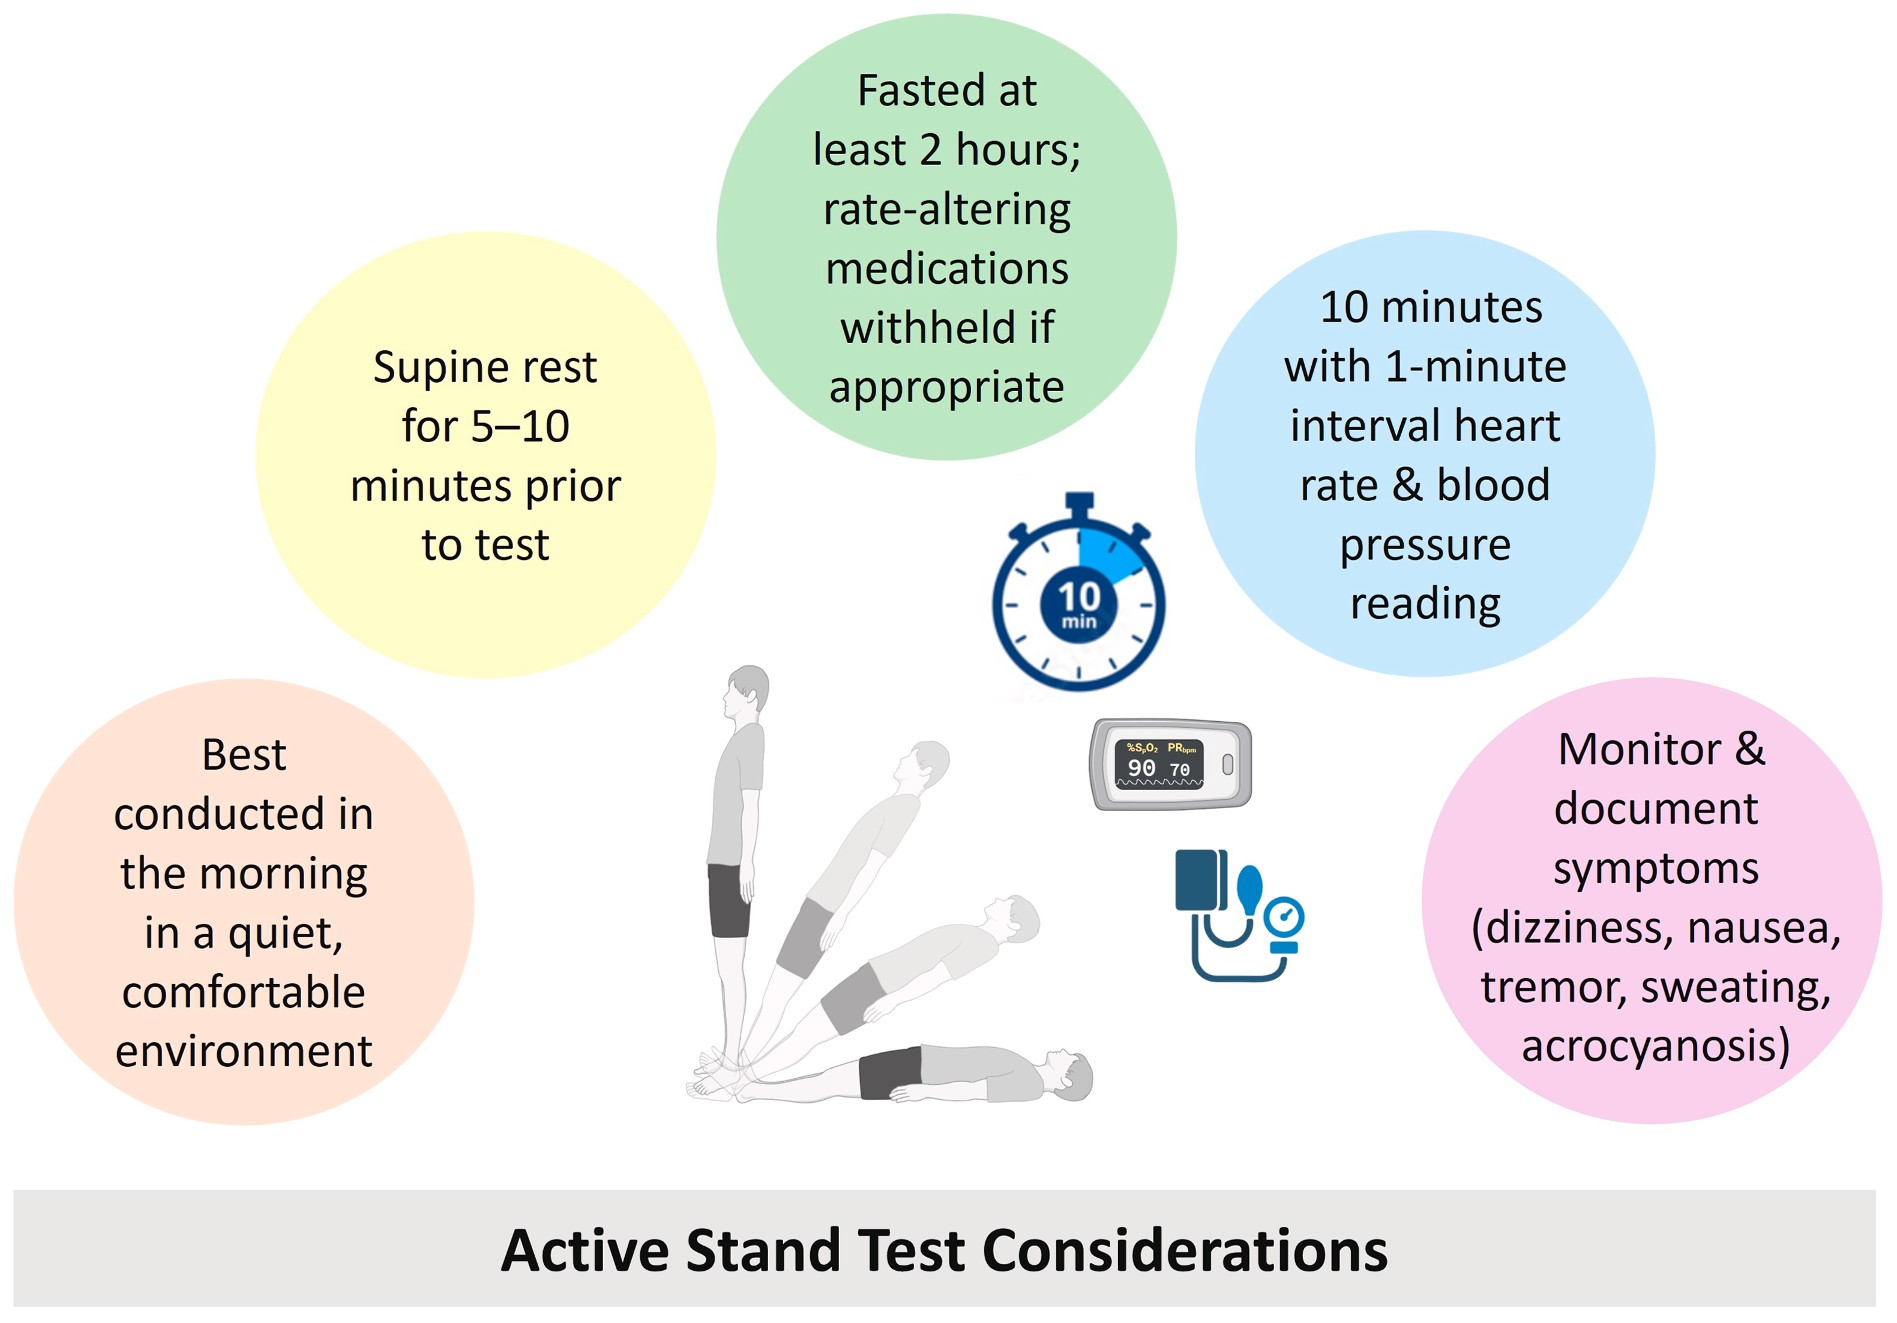 Fasted at
least 2 hours;
rate-altering
medications
withheld if
appropriate
Supine rest
for 5–10
minutes prior
to test
10 minutes
with 1-minute
interval heart
rate & blood
pressure
reading
10
min
Best
conducted in
the morning
in a quiet,
comfortable
environment
%SpO₂ PRbpm
90 70
Monitor &
document
symptoms
(dizziness, nausea,
tremor, sweating,
acrocyanosis)
Active Stand Test Considerations